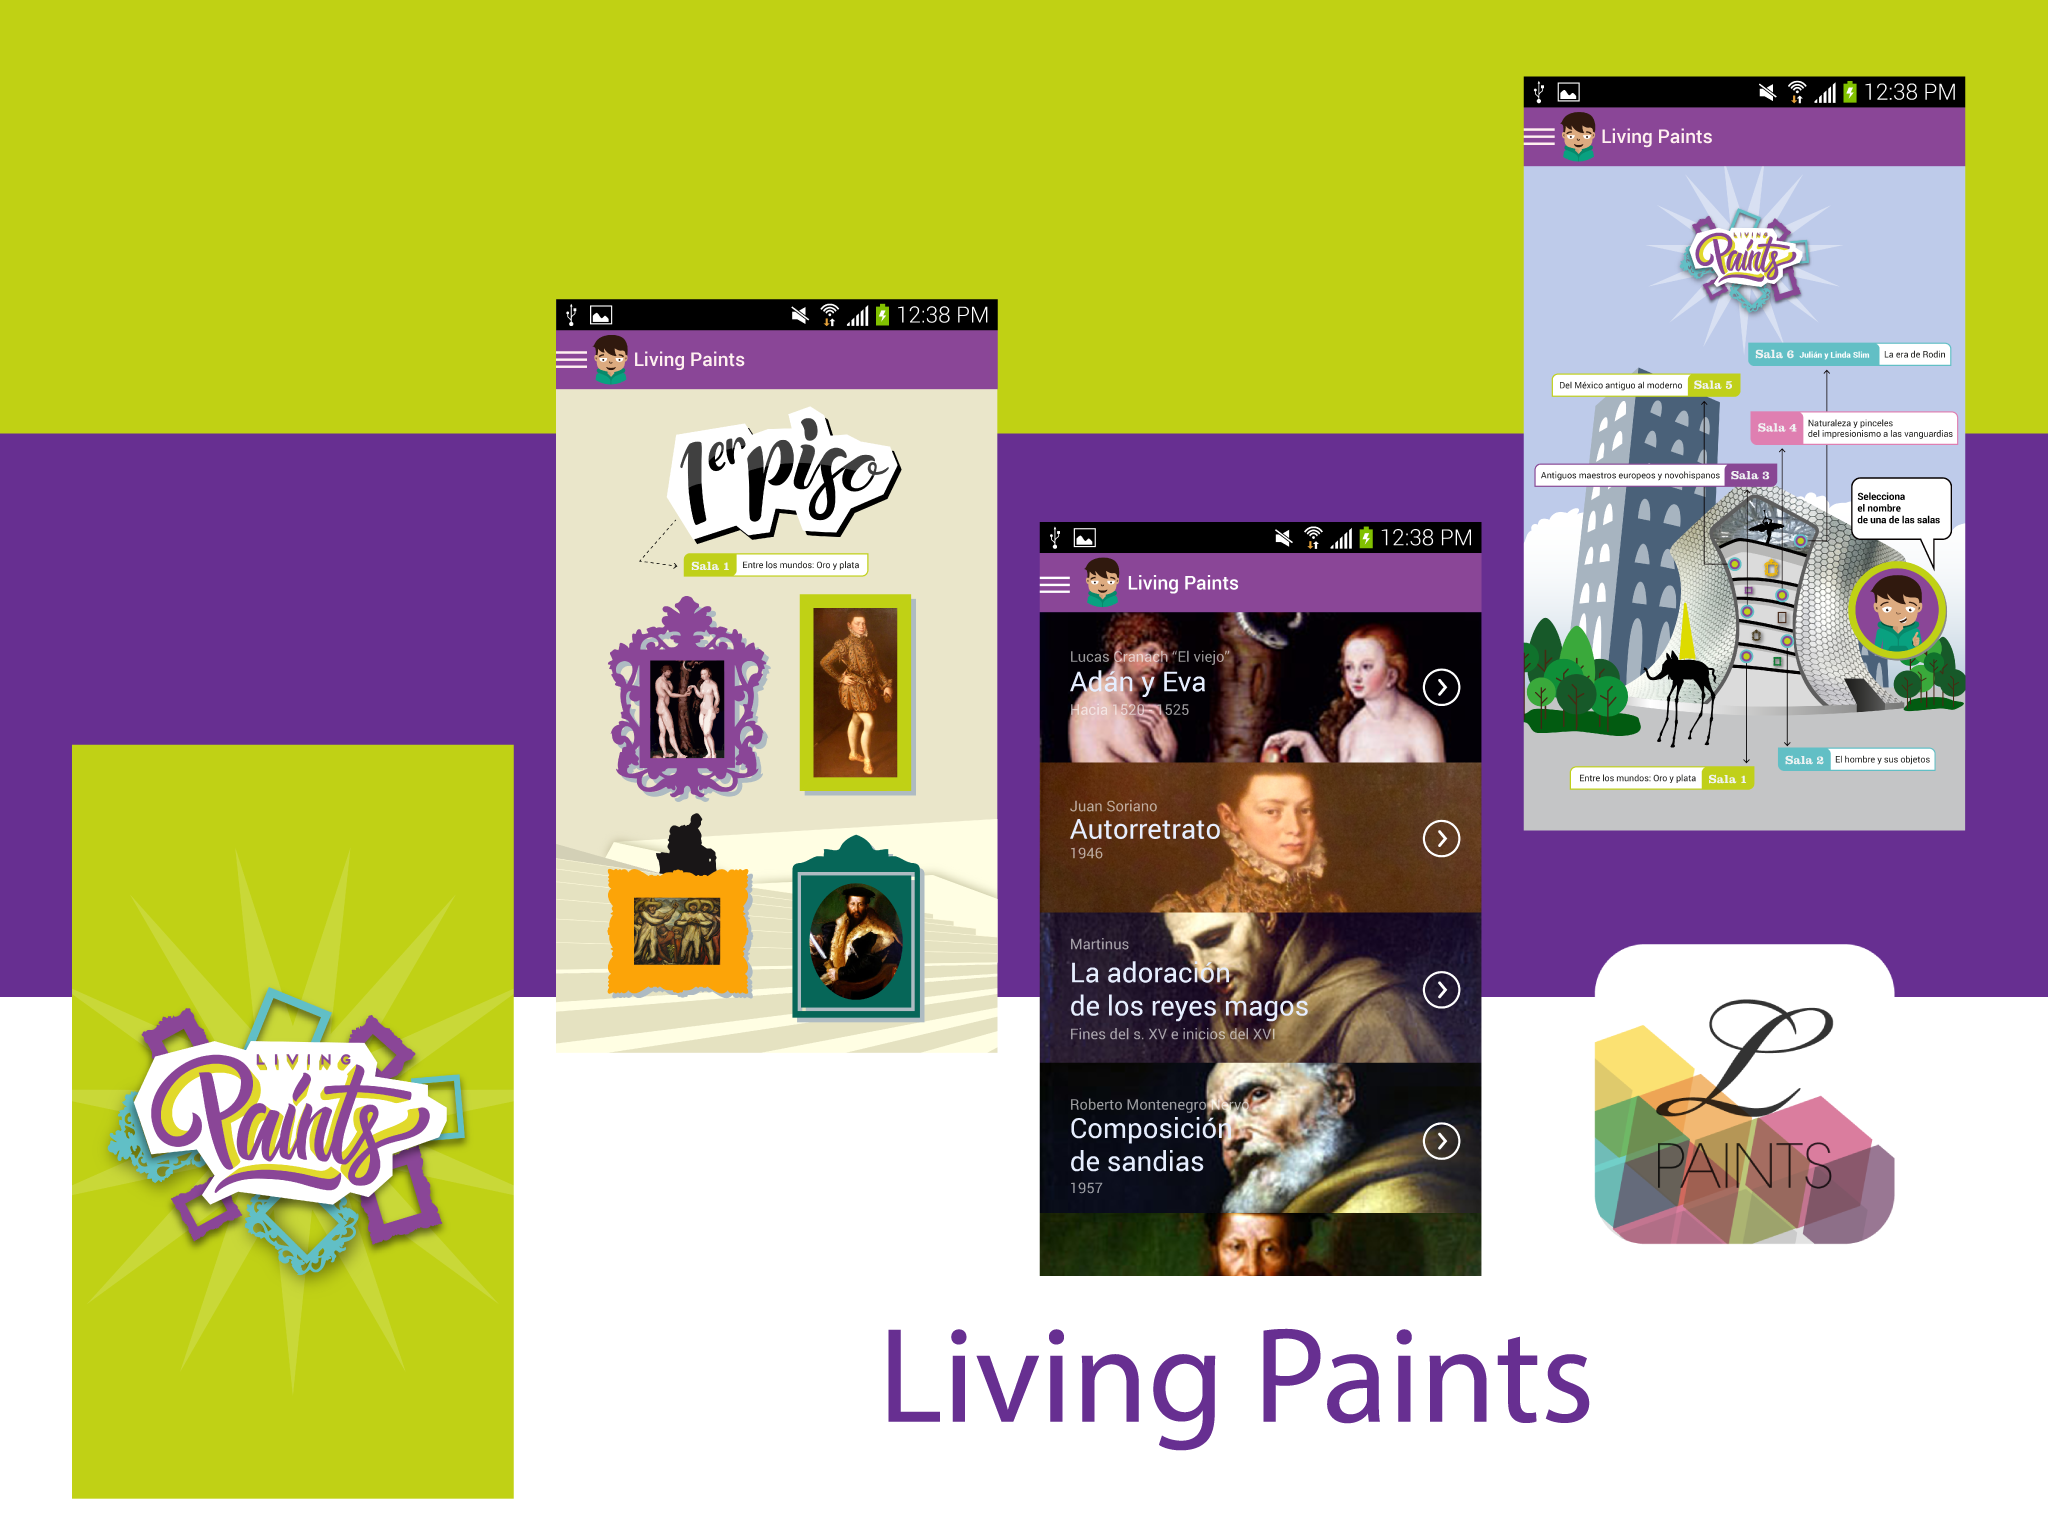 LIVING
Paints
12:38 PM
Living Paints
1er piso
Sala 1 Entre los mundos: Oro y plata
12:38 PM
Living Paints
Lucas Cranach "El viejo"
Adán y Eva
Hacia 1520 - 1525
Juan Soriano
Autorretrato
1946
Martinus
La adoración
de los reyes magos
Fines del s. XV e inicios del XVI
Roberto Montenegro Nervo
Composición
de sandias
1957
12:38 PM
Living Paints
LIVING
Paints
Sala 6 Julián y Linda Slim La era de Rodin
Del México antiguo al moderno Sala 5
Sala 4 Naturaleza y pinceles
del impresionismo a las vanguardias
Antiguos maestros europeos y novohispanos Sala 3
Selecciona
el nombre
de una de las salas
Sala 2 El hombre y sus objetos
Entre los mundos: Oro y plata Sala 1
L
PAINTS
Living Paints